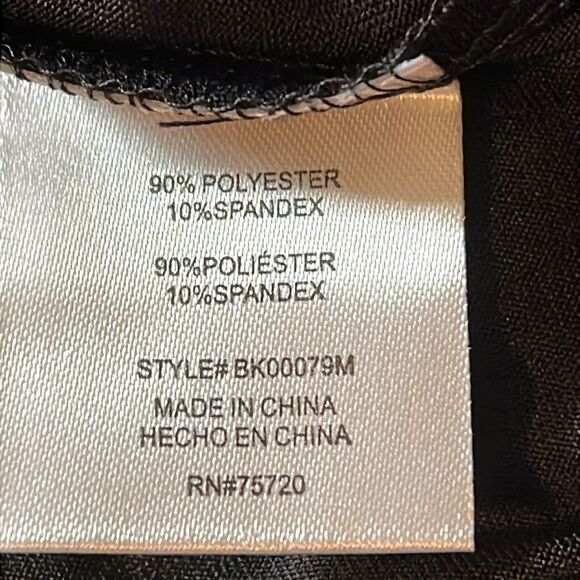 90% POLYESTER
10%SPANDEX
90%POLIÉSTER
10%SPANDEX
STYLE# BK00079M
MADE IN CHINA
HECHO EN CHINA
RN#75720